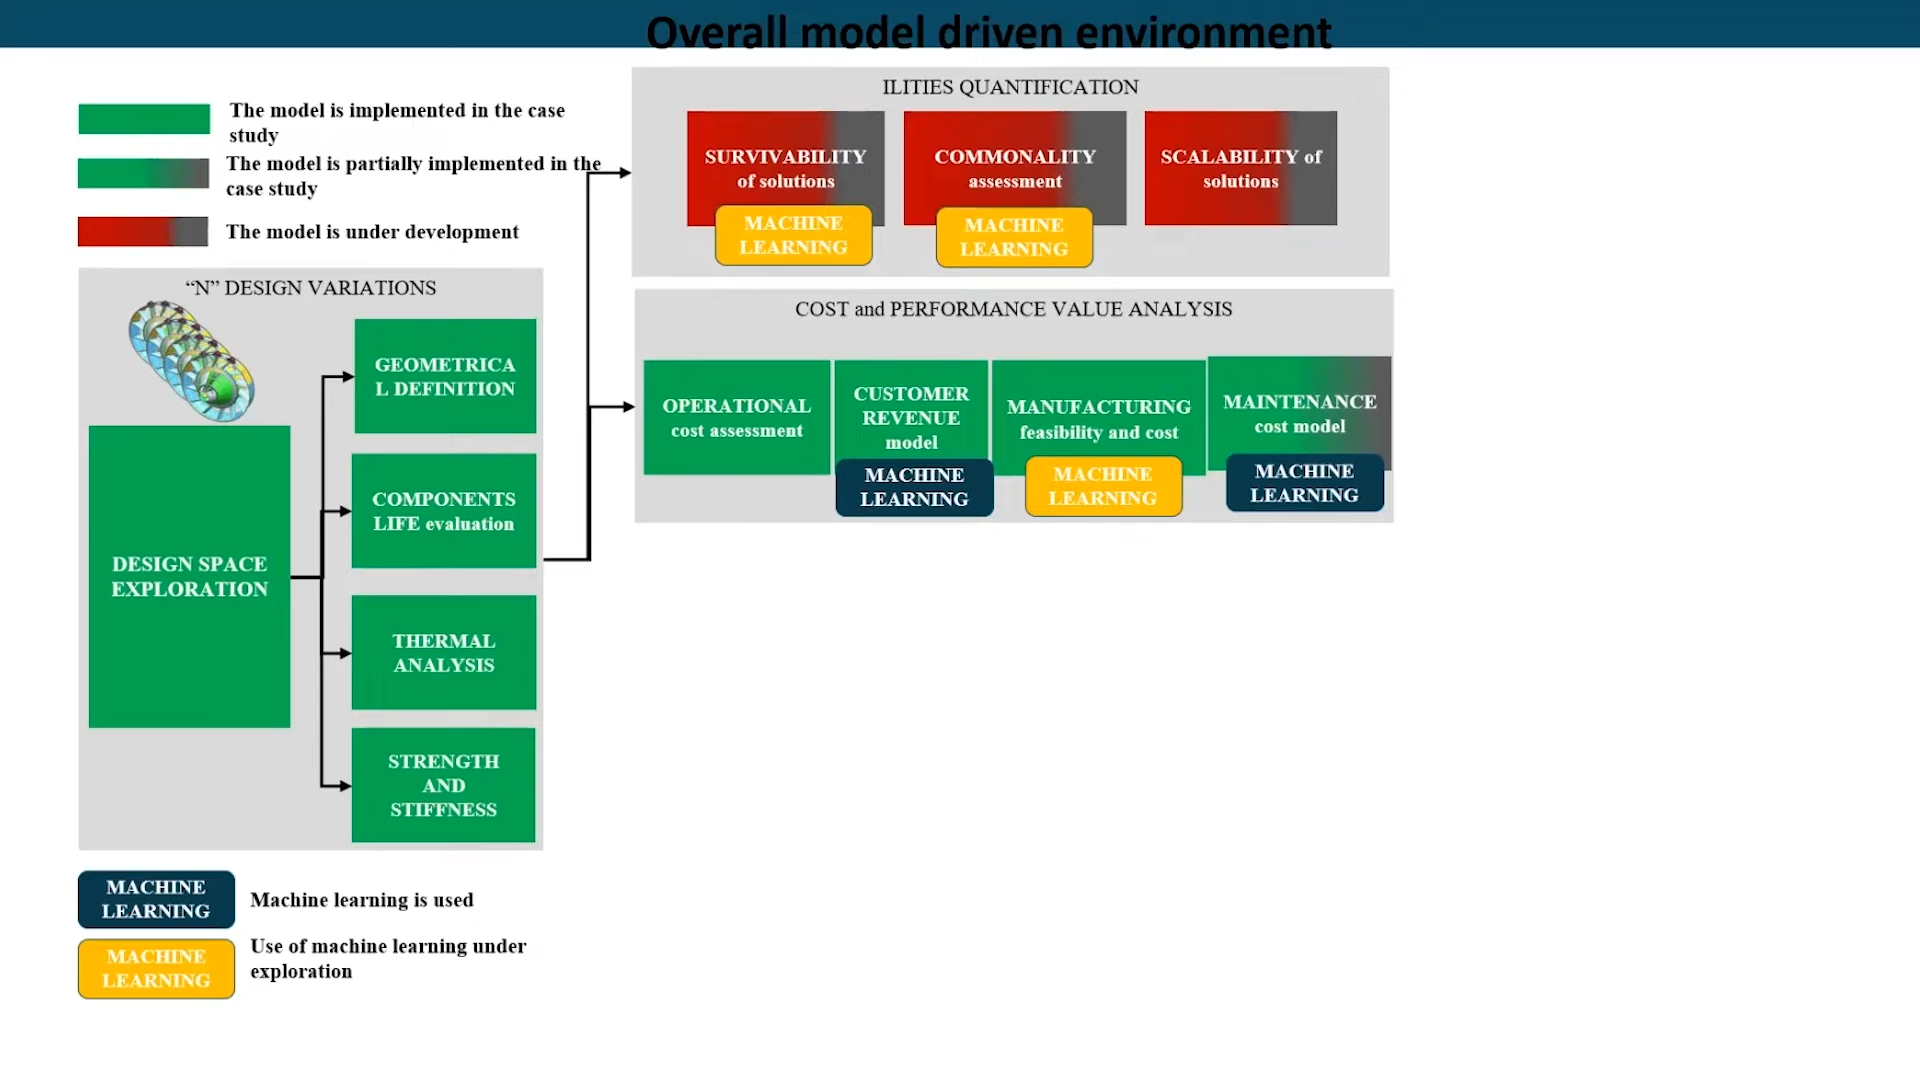 Overall model driven environment
The model is implemented in the case
study
The model is partially implemented in the
case study
The model is under development
“N” DESIGN VARIATIONS
DESIGN SPACE
EXPLORATION
GEOMETRICA
L DEFINITION
COMPONENTS
LIFE evaluation
THERMAL
ANALYSIS
STRENGTH
AND
STIFFNESS
ILITIES QUANTIFICATION
SURVIVABILITY
of solutions
MACHINE
LEARNING
COMMONALITY
assessment
MACHINE
LEARNING
SCALABILITY of
solutions
COST and PERFORMANCE VALUE ANALYSIS
OPERATIONAL
cost assessment
CUSTOMER
REVENUE
model
MACHINE
LEARNING
MANUFACTURING
feasibility and cost
MACHINE
LEARNING
MAINTENANCE
cost model
MACHINE
LEARNING
MACHINE
LEARNING
Machine learning is used
MACHINE
LEARNING
Use of machine learning under
exploration